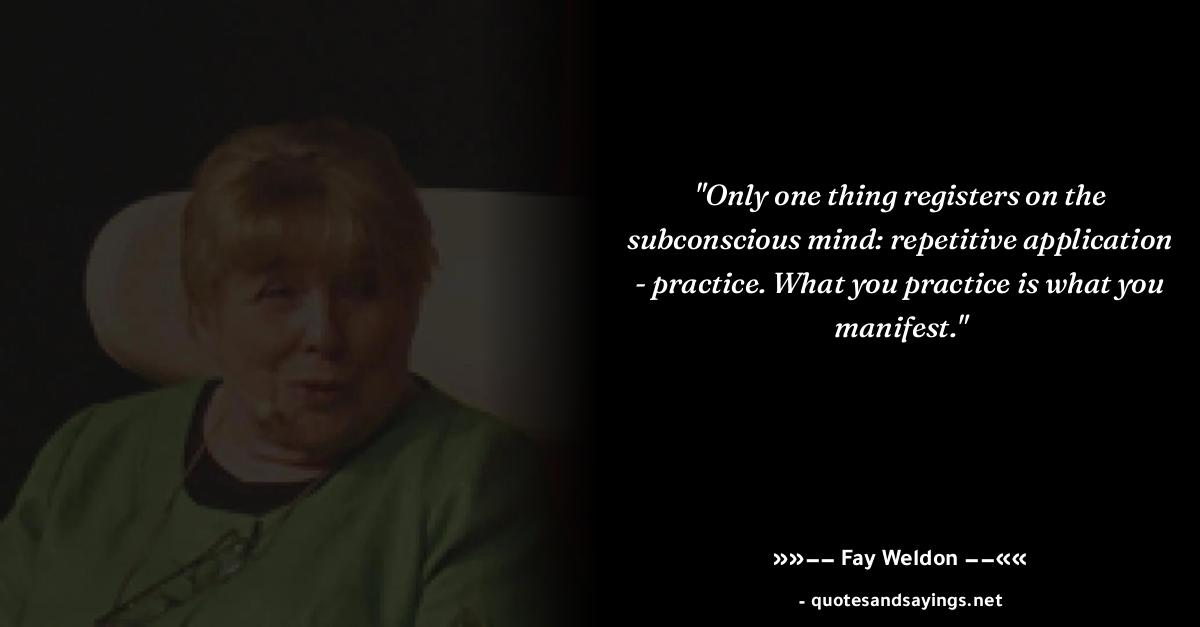 "Only one thing registers on the
subconscious mind: repetitive application
- practice. What you practice is what you
manifest."
»»−− Fay Weldon −−««
- quotesandsayings.net